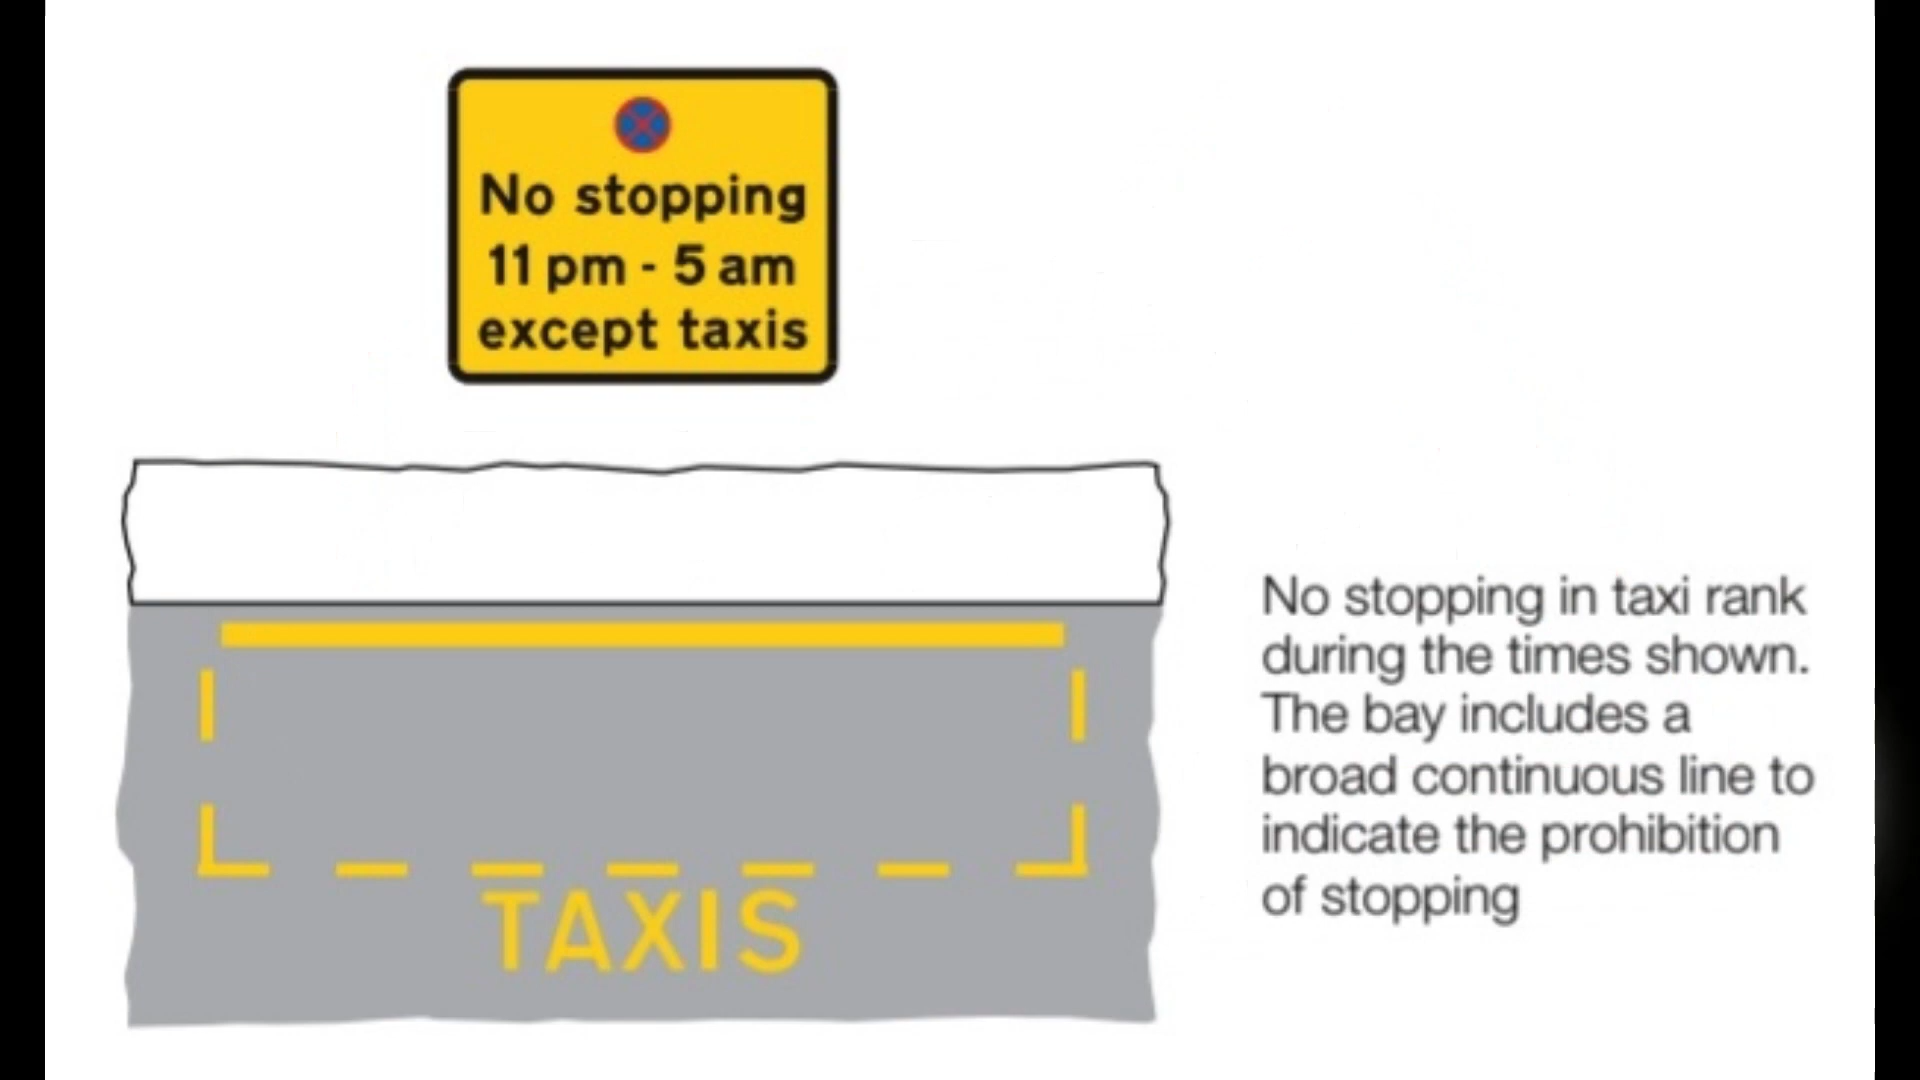 No stopping
11 pm - 5 am
except taxis
TAXIS
No stopping in taxi rank
during the times shown.
The bay includes a
broad continuous line to
indicate the prohibition
of stopping